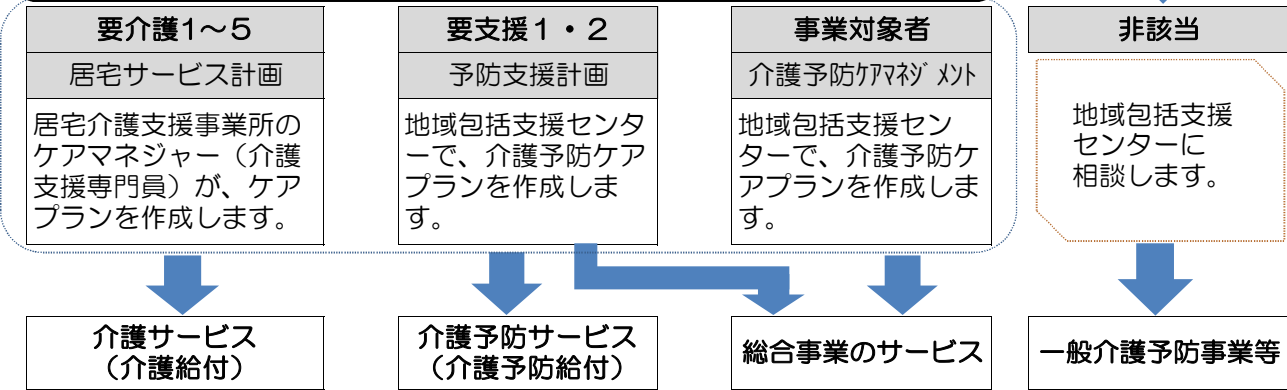 要介護1～5
居宅サービス計画
居宅介護支援事業所の
ケアマネジャー（介護
支援専門員）が、ケア
プランを作成します。
要支援１・２
予防支援計画
地域包括支援センタ
ーで、介護予防ケア
プランを作成しま
す。
事業対象者
介護予防ｹｱﾏﾈｼﾞﾒﾝﾄ
地域包括支援セン
ターで、介護予防ケ
アプランを作成しま
す。
非該当
地域包括支援
センターに
相談します。
介護サービス
（介護給付）
介護予防サービス
（介護予防給付）
総合事業のサービス
一般介護予防事業等